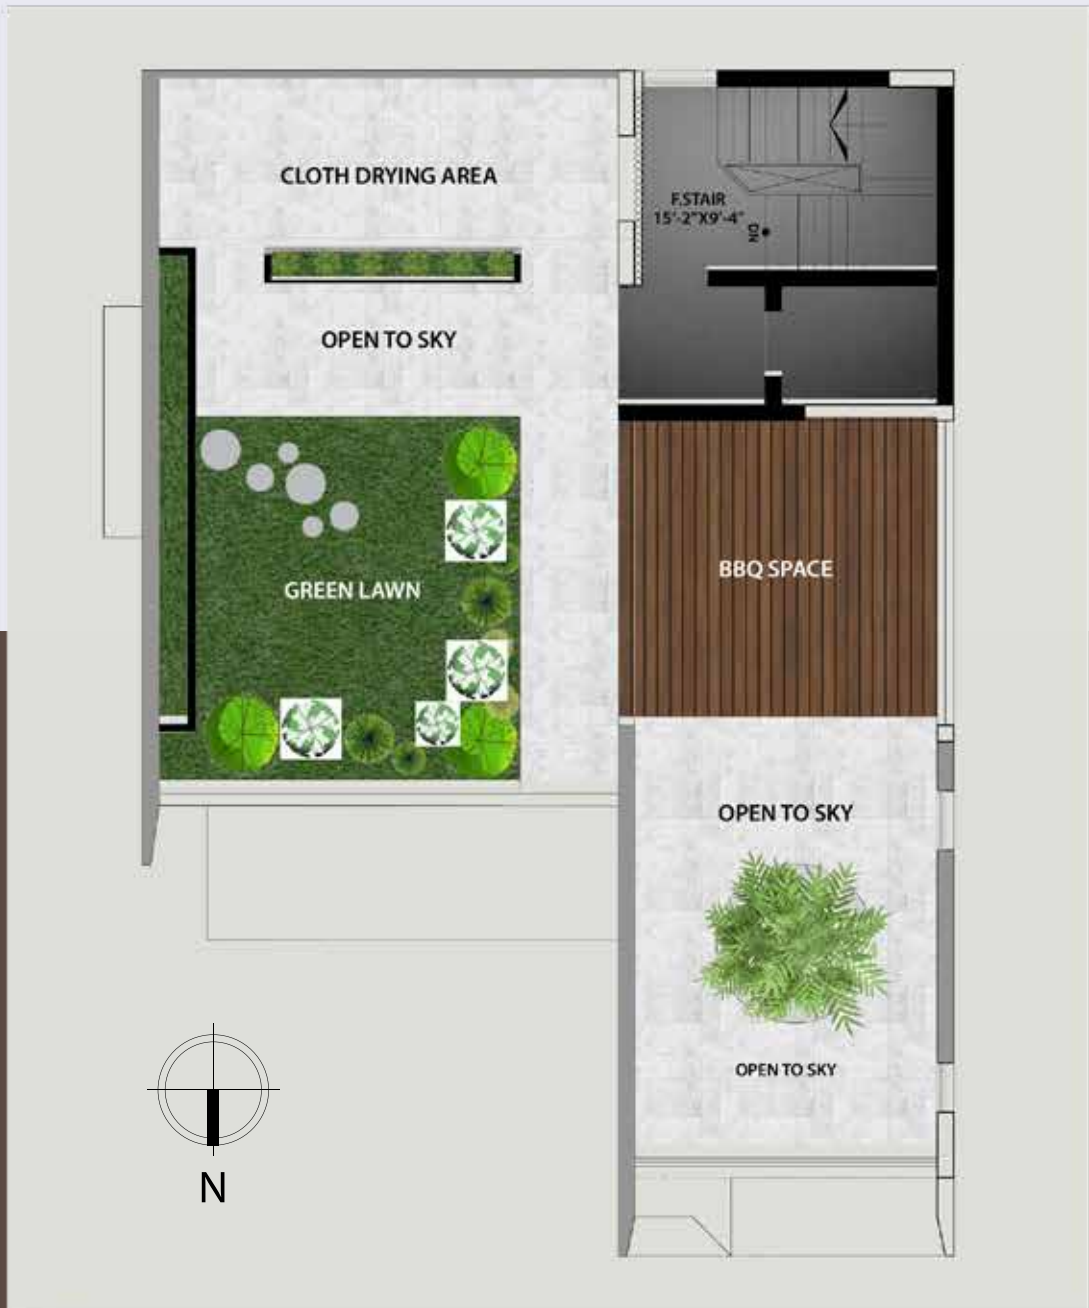 CLOTH DRYING AREA
F.STAIR
15'-2"X9'-4"
DN
OPEN TO SKY
GREEN LAWN
BBQ SPACE
OPEN TO SKY
OPEN TO SKY
N